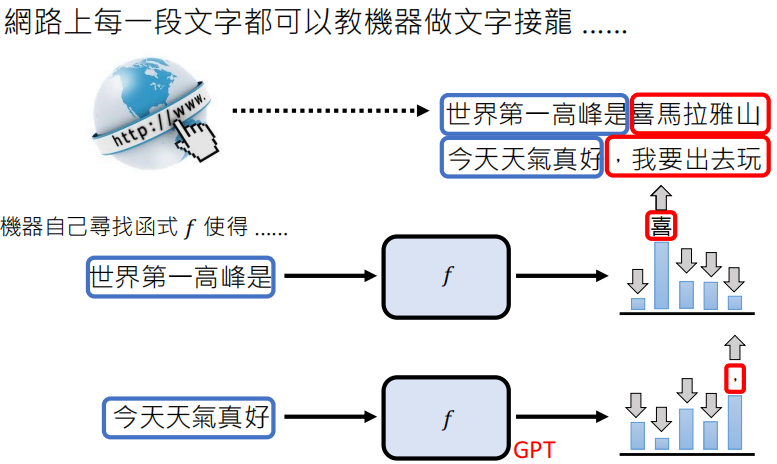 網路上每一段文字都可以教機器做文字接龍 ......
http://www.
世界第一高峰是喜馬拉雅山
今天天氣真好，我要出去玩
機器自己尋找函式 f 使得 ......
喜
世界第一高峰是
f
，
今天天氣真好
f
GPT